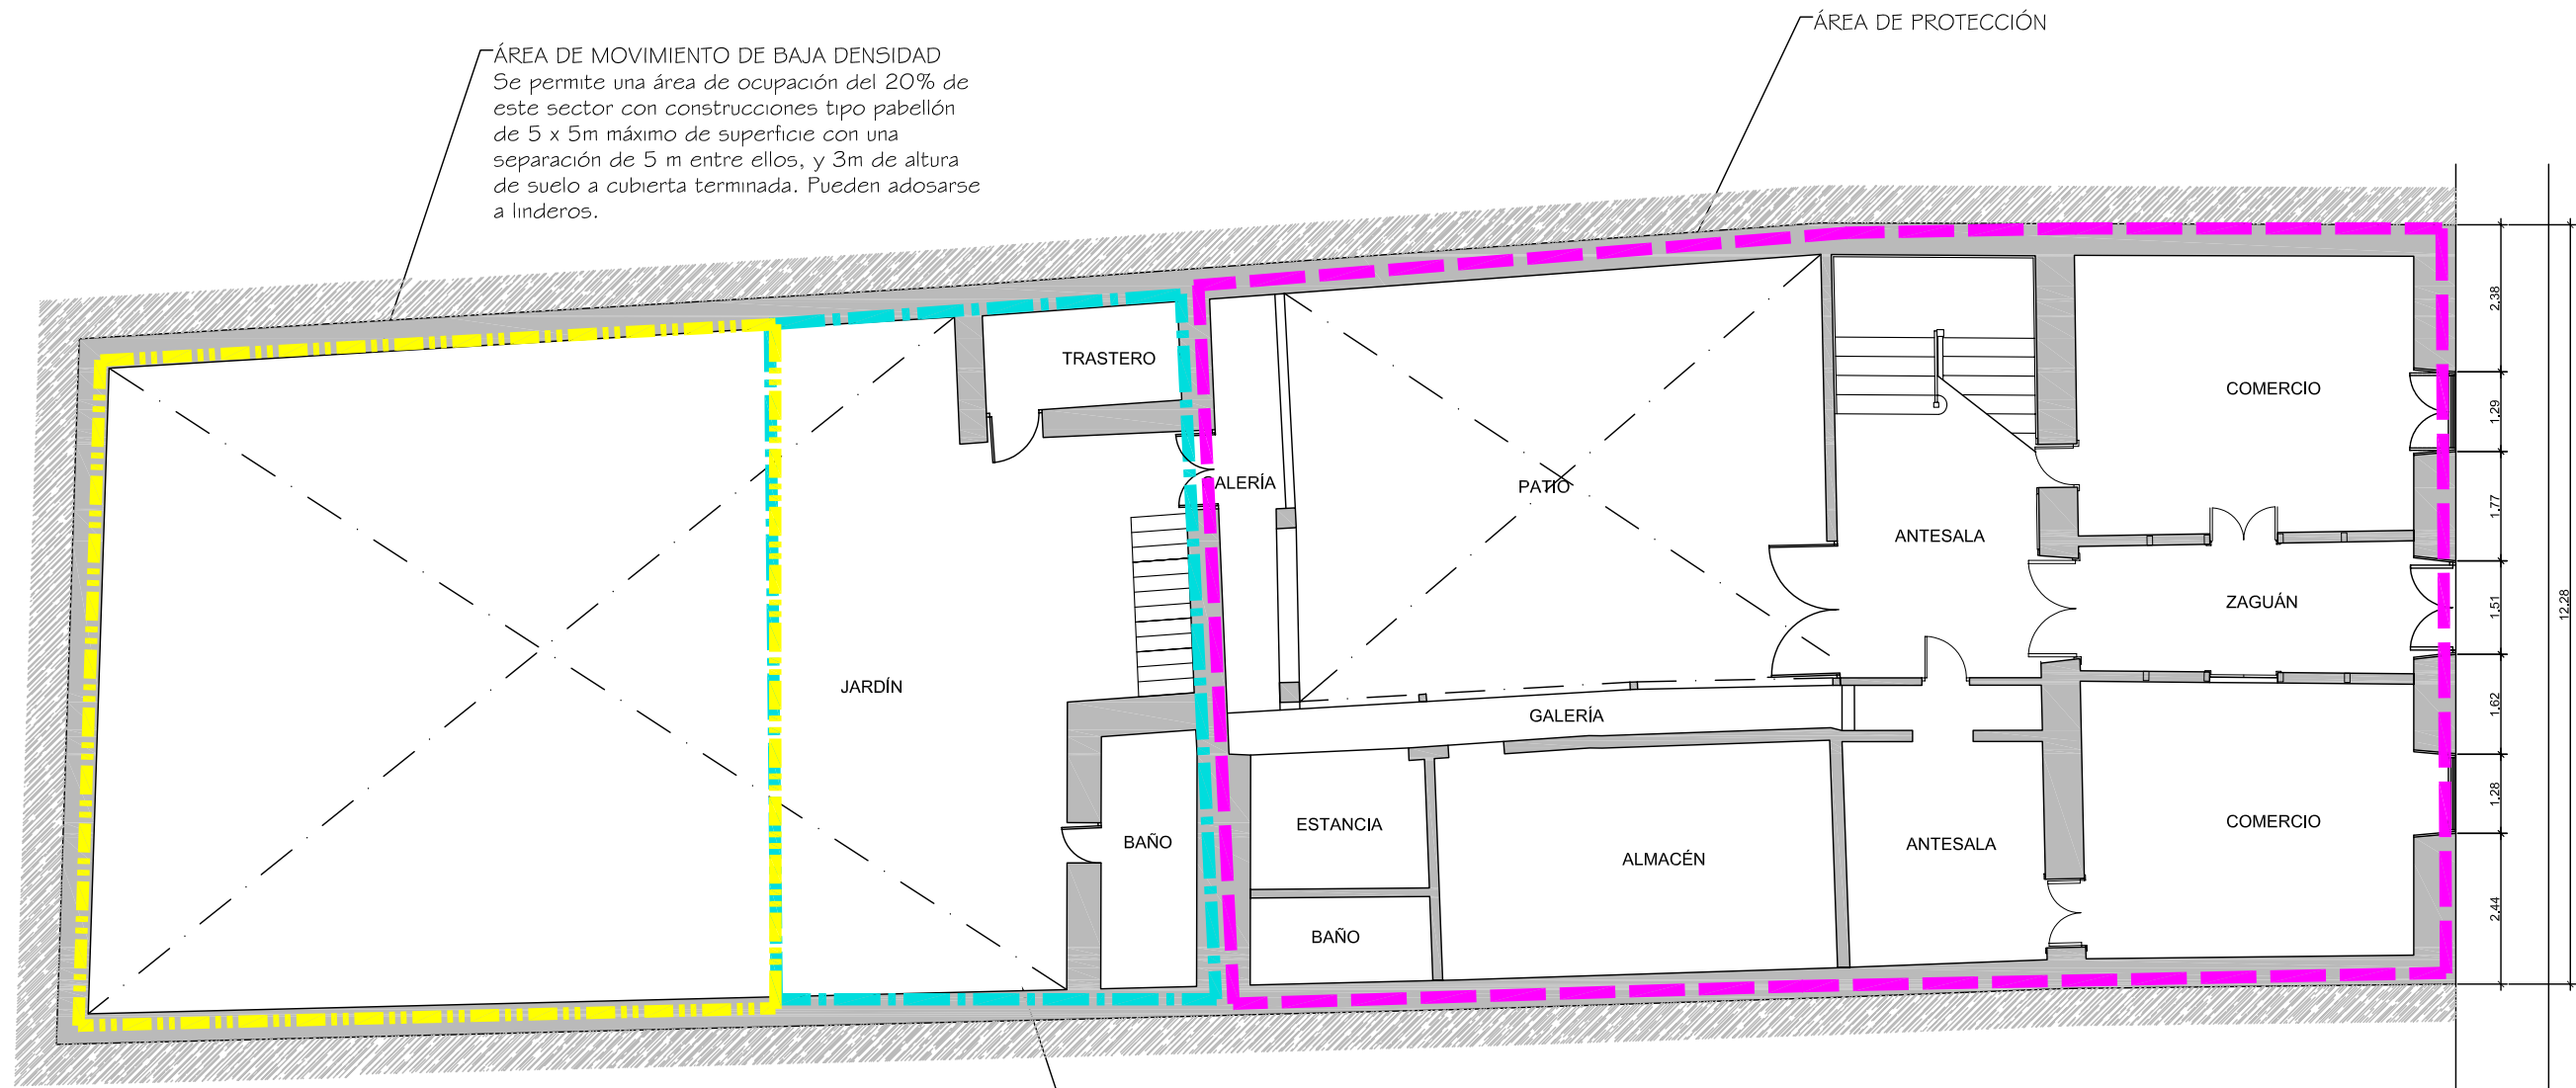 ÁREA DE PROTECCIÓN
ÁREA DE MOVIMIENTO DE BAJA DENSIDAD
Se permite una área de ocupación del 20% de
este sector con construcciones tipo pabellón
de 5 x 5m máximo de superficie con una
separación de 5 m entre ellos, y 3m de altura
de suelo a cubierta terminada. Pueden adosarse
a linderos.
TRASTERO
COMERCIO
GALERÍA
PATIO
ANTESALA
ZAGUÁN
JARDÍN
GALERÍA
ESTANCIA
BAÑO
ALMACÉN
ANTESALA
COMERCIO
BAÑO
2.38
1.29
1.77
1.51
1.62
1.28
2.44
12.28